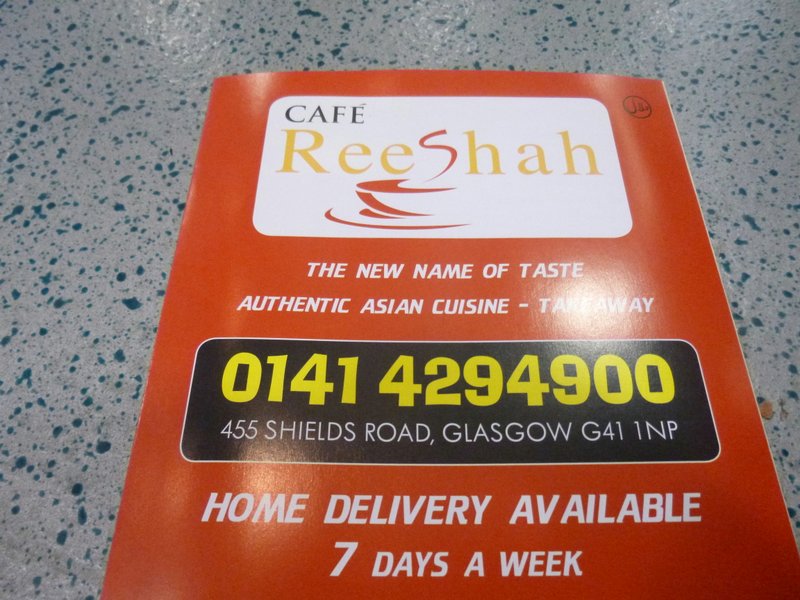 CAFÉ
ReeShah
THE NEW NAME OF TASTE
AUTHENTIC ASIAN CUISINE - TAKEAWAY
0141 4294900
455 SHIELDS ROAD, GLASGOW G41 1NP
HOME DELIVERY AVAILABLE
7 DAYS A WEEK